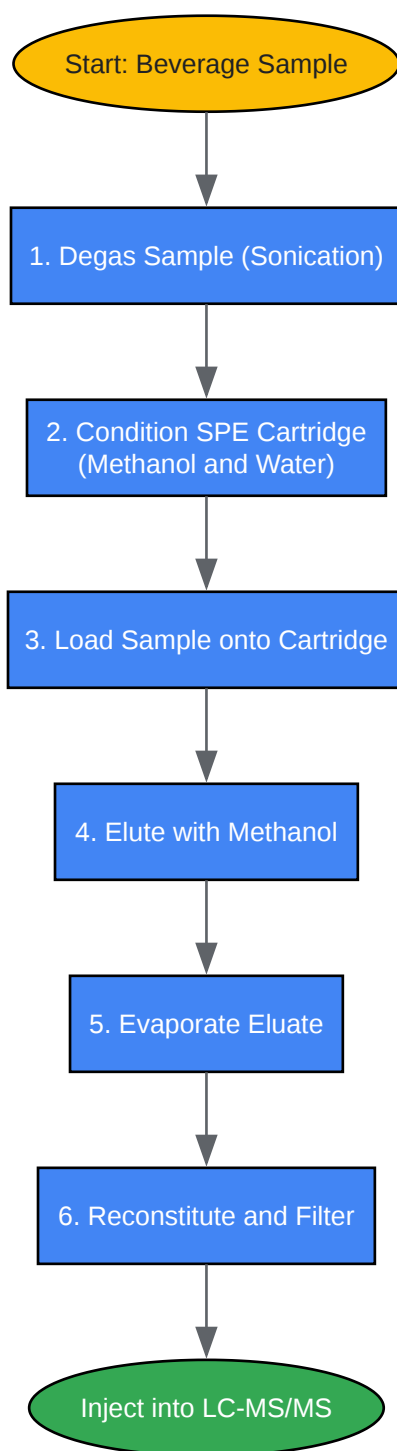 Start: Beverage Sample
1. Degas Sample (Sonication)
2. Condition SPE Cartridge
(Methanol and Water)
3. Load Sample onto Cartridge
4. Elute with Methanol
5. Evaporate Eluate
6. Reconstitute and Filter
Inject into LC-MS/MS